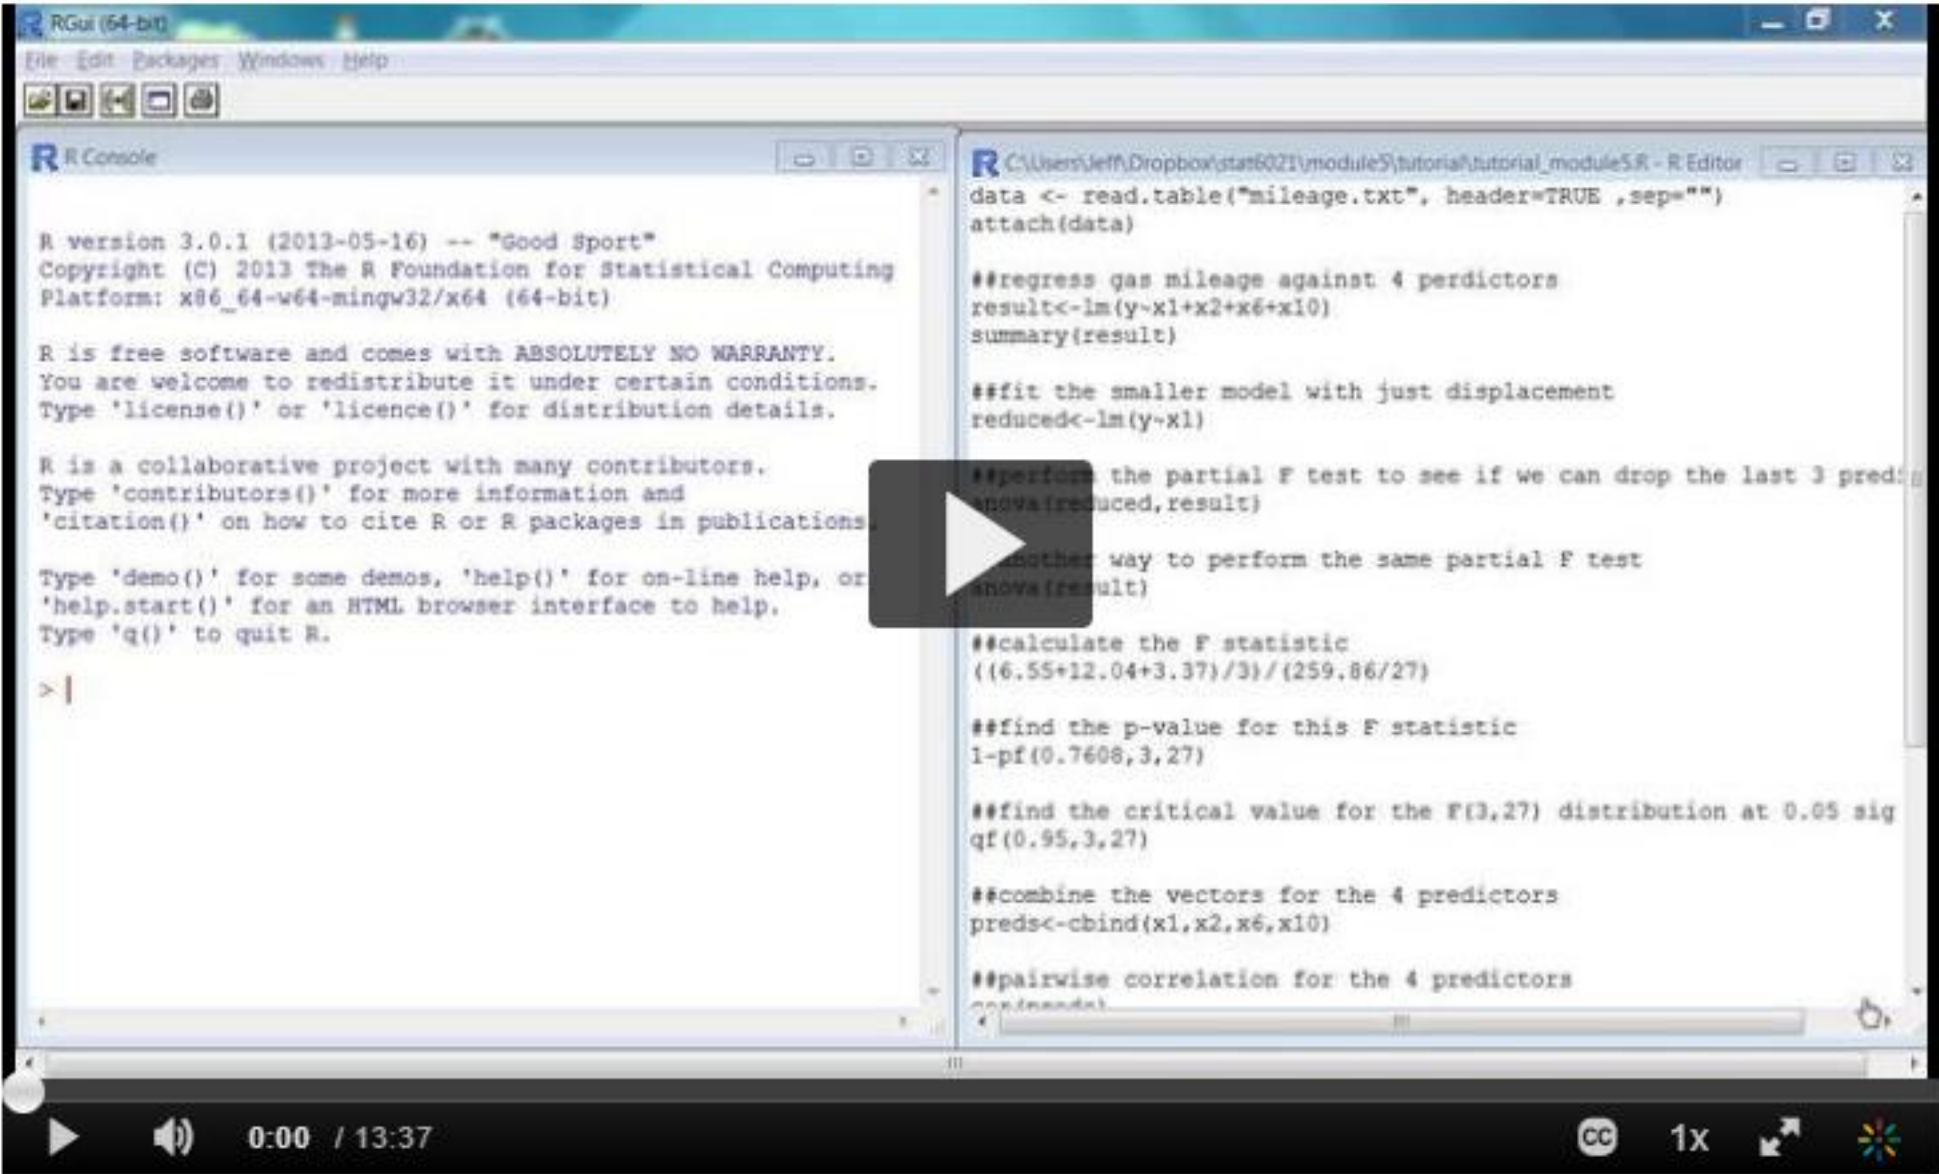 RGui (64-bit)
File Edit Packages Windows Help
R Console
R version 3.0.1 (2013-05-16) -- "Good Sport"
Copyright (C) 2013 The R Foundation for Statistical Computing
Platform: x86_64-w64-mingw32/x64 (64-bit)
R is free software and comes with ABSOLUTELY NO WARRANTY.
You are welcome to redistribute it under certain conditions.
Type 'license()' or 'licence()' for distribution details.
R is a collaborative project with many contributors.
Type 'contributors()' for more information and
'citation()' on how to cite R or R packages in publications.
Type 'demo()' for some demos, 'help()' for on-line help, or
'help.start()' for an HTML browser interface to help.
Type 'q()' to quit R.
>
C:\Users\Jeff\Dropbox\stat6021\module5\tutorial\tutorial_module5.R - R Editor
data <- read.table("mileage.txt", header=TRUE ,sep="")
attach(data)
##regress gas mileage against 4 perdictors
result<-lm(y~x1+x2+x6+x10)
summary(result)
##fit the smaller model with just displacement
reduced<-lm(y~x1)
##perform the partial F test to see if we can drop the last 3 pred
anova(reduced,result)
##another way to perform the same partial F test
anova(result)
##calculate the F statistic
((6.55+12.04+3.37)/3)/(259.86/27)
##find the p-value for this F statistic
1-pf(0.7608,3,27)
##find the critical value for the F(3,27) distribution at 0.05 sig
qf(0.95,3,27)
##combine the vectors for the 4 predictors
preds<-cbind(x1,x2,x6,x10)
##pairwise correlation for the 4 predictors
cor(preds)
0:00 / 13:37
CC
1x